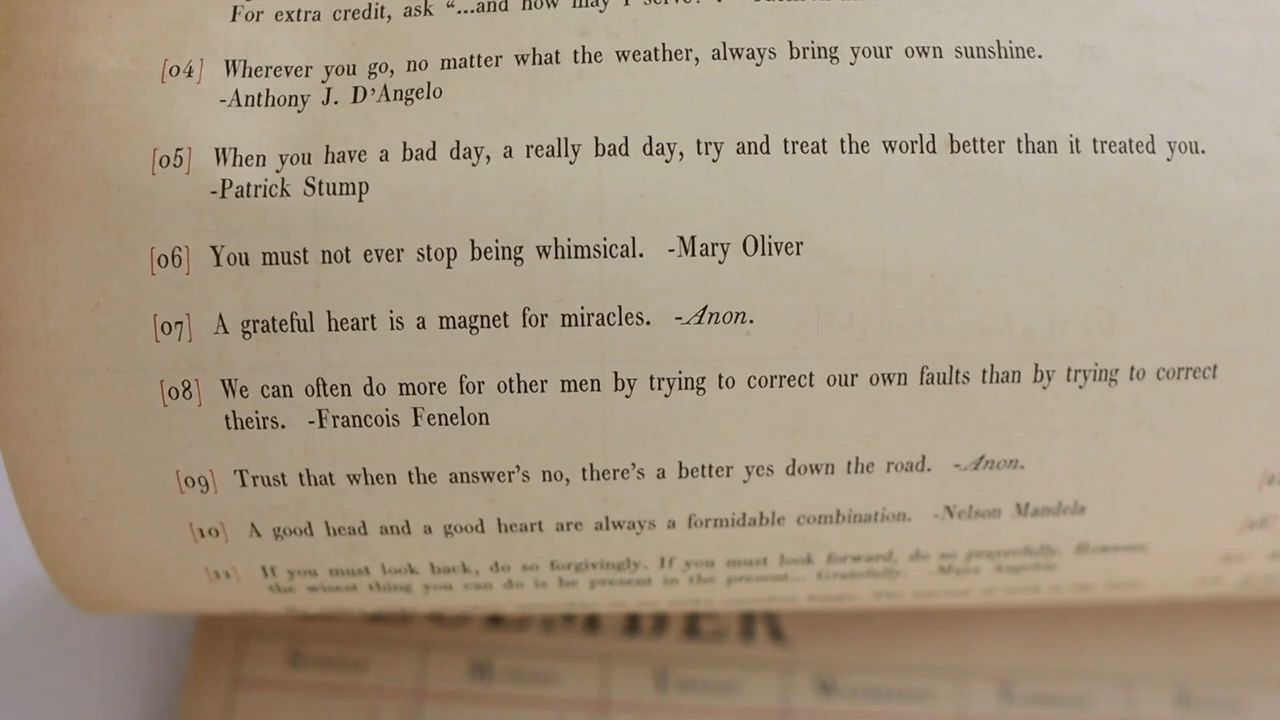 For extra credit, ask “...and how may I serve?”.
[04] Wherever you go, no matter what the weather, always bring your own sunshine.
-Anthony J. D’Angelo
[05] When you have a bad day, a really bad day, try and treat the world better than it treated you.
-Patrick Stump
[06] You must not ever stop being whimsical. -Mary Oliver
[07] A grateful heart is a magnet for miracles. -Anon.
[08] We can often do more for other men by trying to correct our own faults than by trying to correct
theirs. -Francois Fenelon
[09] Trust that when the answer’s no, there’s a better yes down the road. -Anon.
[10] A good head and a good heart are always a formidable combination. -Nelson Mandela
[11] If you must look back, do so forgivingly. If you must look forward, do so prayerfully. However,
the wisest thing you can do is be present in the present... Gratefully. -Maya Angelou